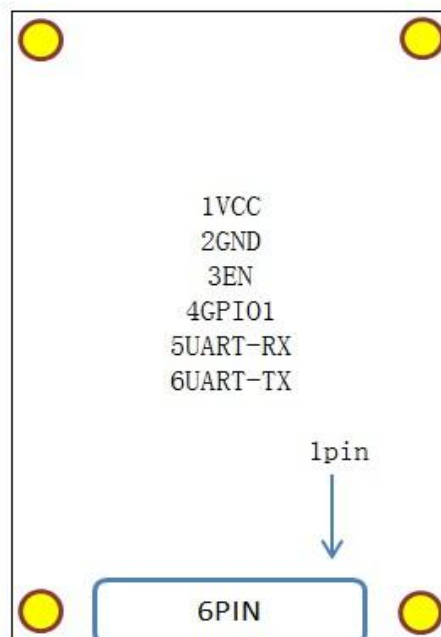 1VCC
2GND
3EN
4GPIO1
5UART-RX
6UART-TX
1pin
6PIN